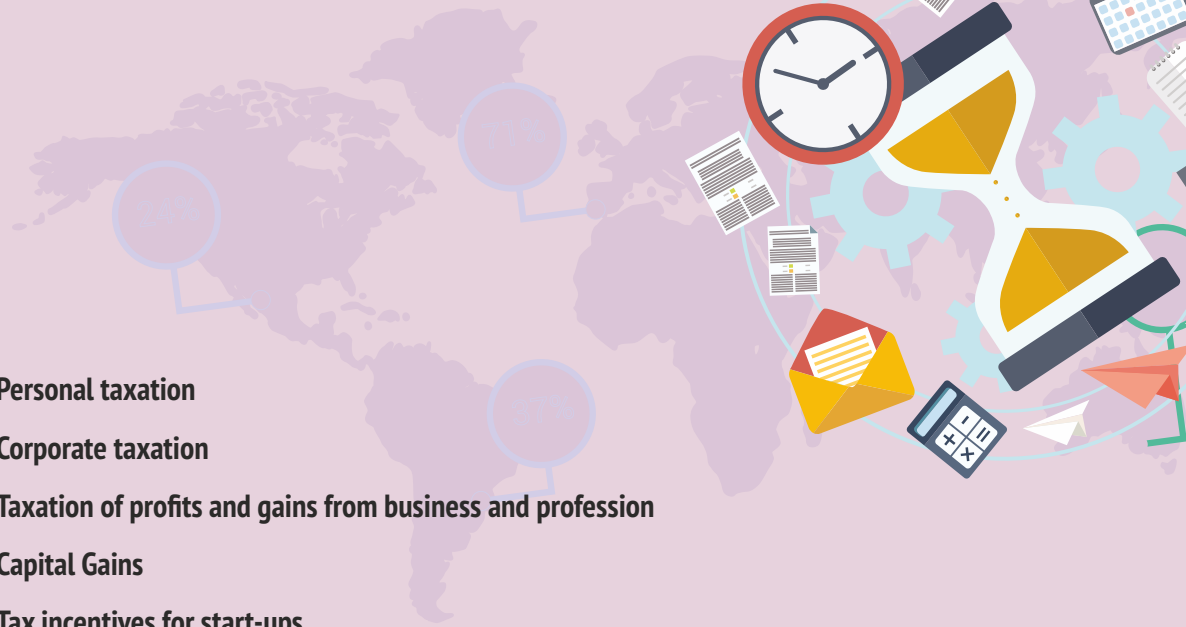 Personal taxation
Corporate taxation
Taxation of profits and gains from business and profession
Capital Gains
Tax incentives for start-ups